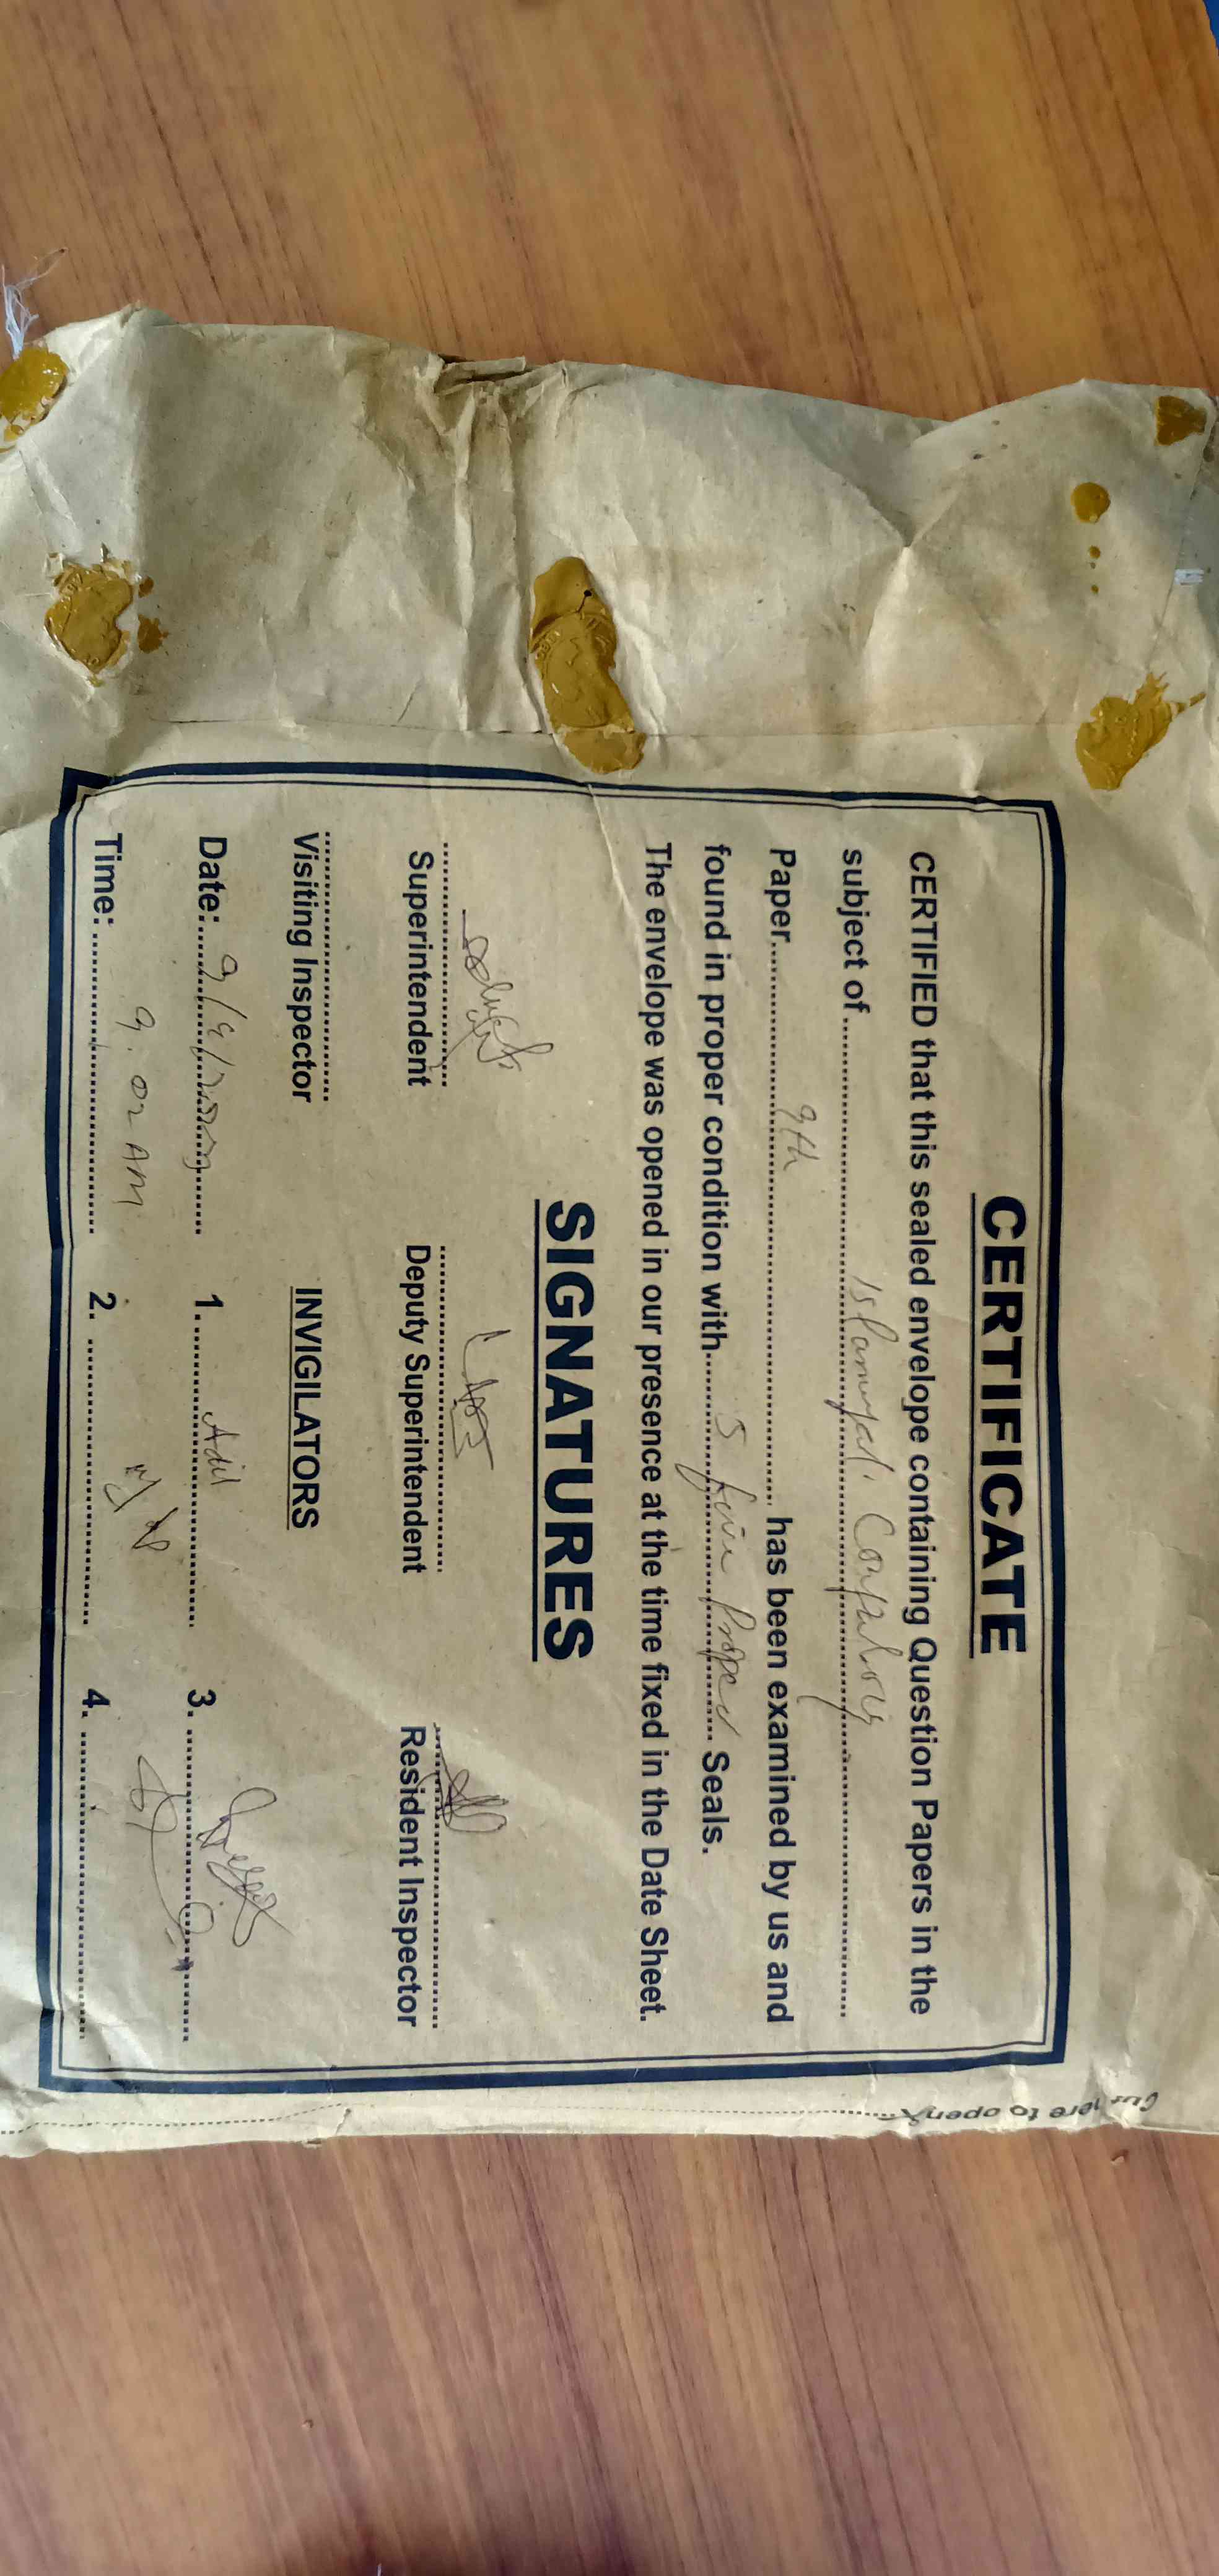 CERTIFICATE
CERTIFIED that this sealed envelope containing Question Papers in the
subject of Islamyat. Compulsory
Paper 9th has been examined by us and
found in proper condition with 5 five Proper Seals.
The envelope was opened in our presence at the time fixed in the Date Sheet.
SIGNATURES
Superintendent Deputy Superintendent Resident Inspector
Visiting Inspector INVIGILATORS
Date: 1. Adil 3.
Time: 9:02 AM 2. 4.
here to open